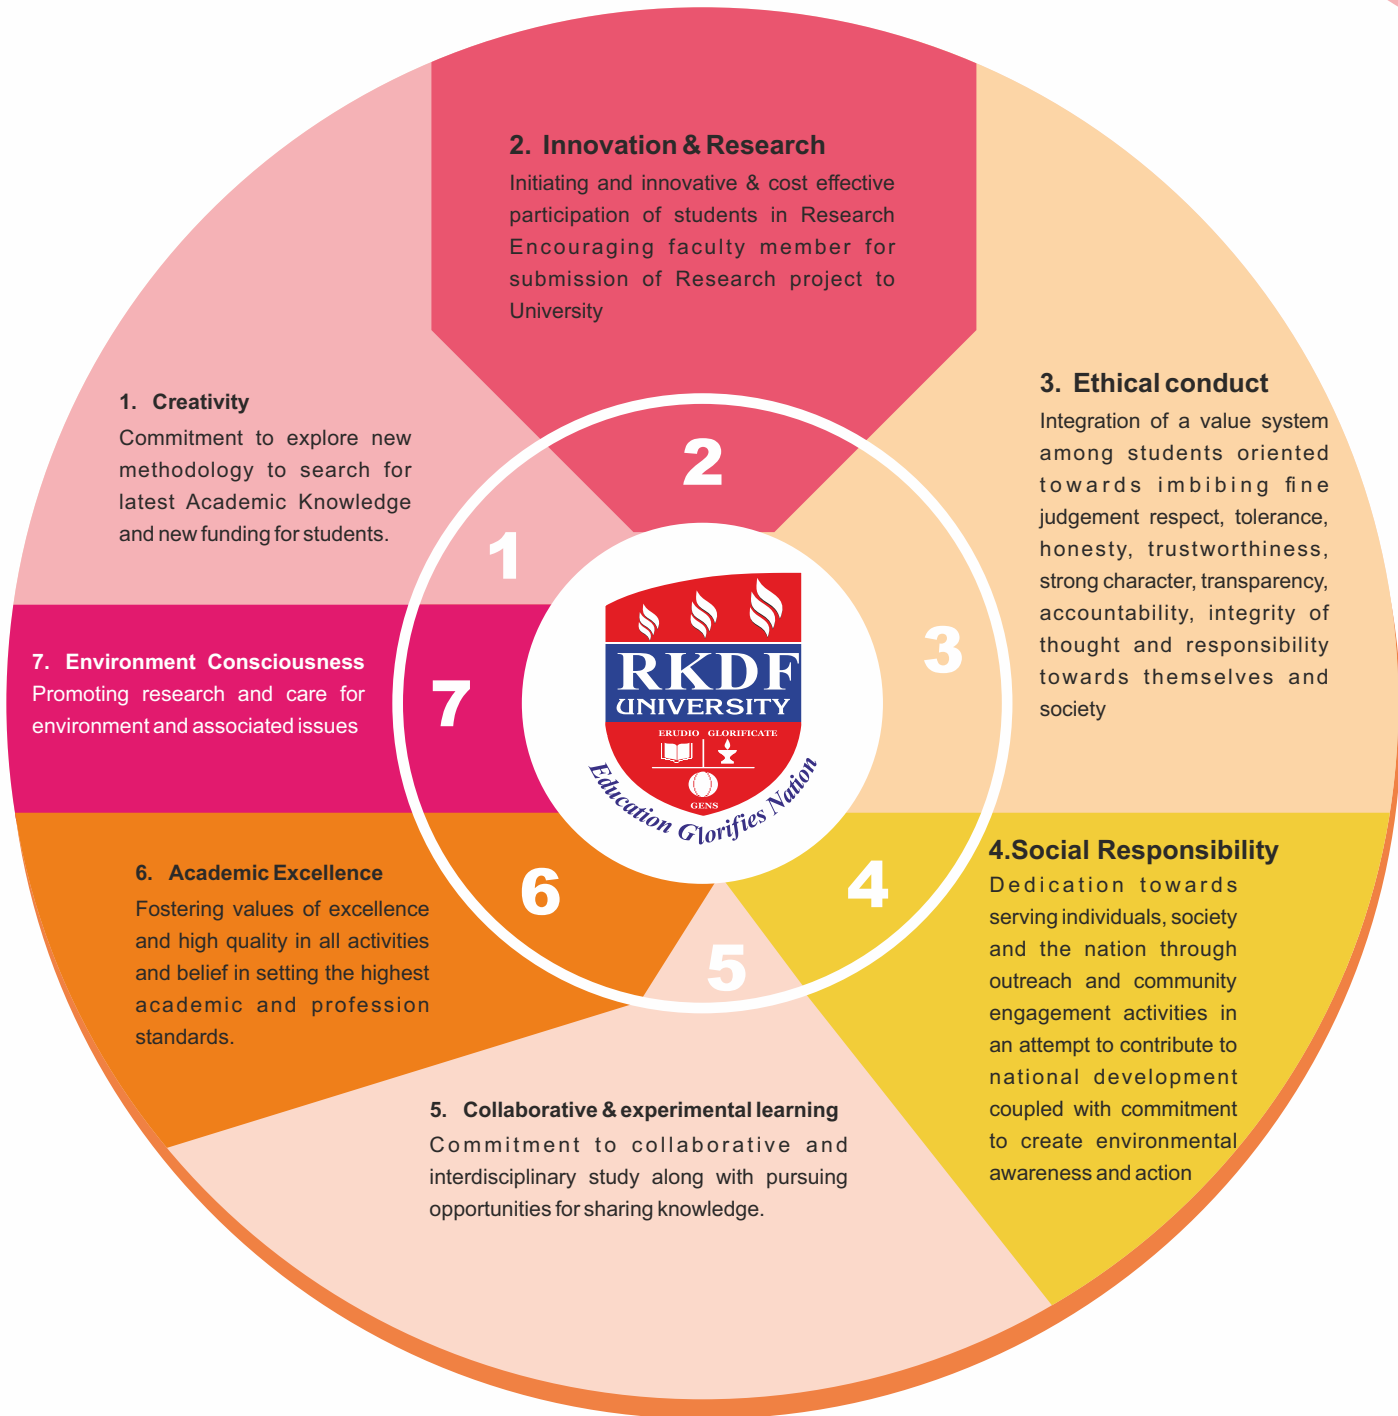 1. Creativity
Commitment to explore new
methodology to search for
latest Academic Knowledge
and new funding for students.
2. Innovation & Research
Initiating and innovative & cost effective
participation of students in Research
Encouraging faculty member for
submission of Research project to
University
3. Ethical conduct
Integration of a value system
among students oriented
towards imbibing fine
judgement respect, tolerance,
honesty, trustworthiness,
strong character, transparency,
accountability, integrity of
thought and responsibility
towards themselves and
society
4.Social Responsibility
Dedication towards
serving individuals, society
and the nation through
outreach and community
engagement activities in
an attempt to contribute to
national development
coupled with commitment
to create environmental
awareness and action
5. Collaborative & experimental learning
Commitment to collaborative and
interdisciplinary study along with pursuing
opportunities for sharing knowledge.
6. Academic Excellence
Fostering values of excellence
and high quality in all activities
and belief in setting the highest
academic and profession
standards.
7. Environment Consciousness
Promoting research and care for
environment and associated issues
1
2
3
4
5
6
7
RKDF
UNIVERSITY
ERUDIO GLORIFICATE
GENS
Education Glorifies Nation